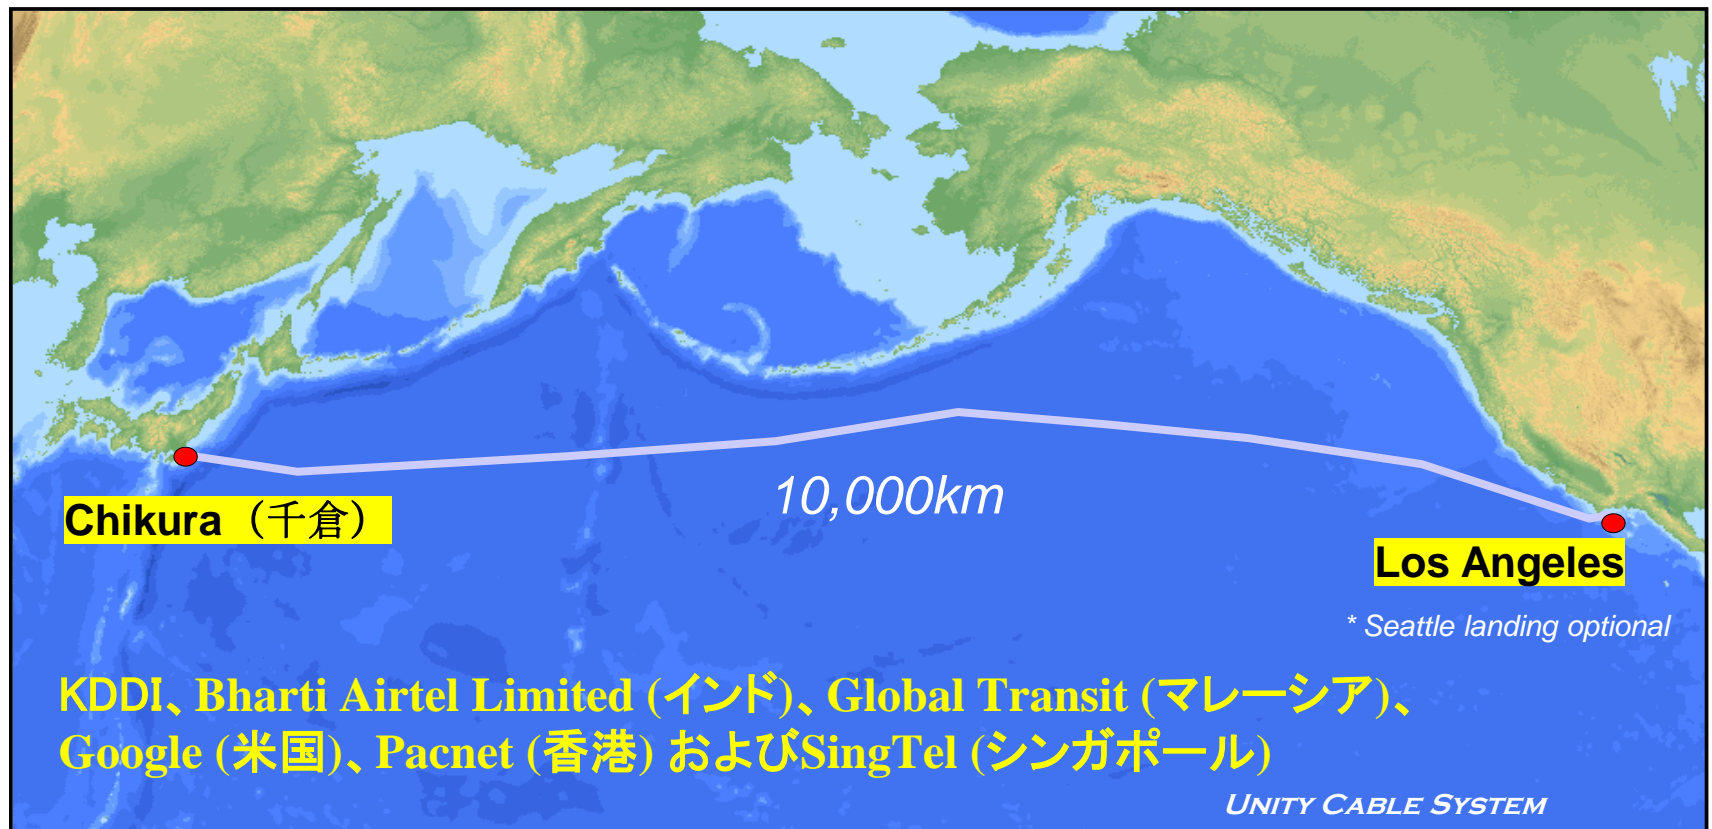 Chikura（千倉）
10,000km
Los Angeles
* Seattle landing optional
KDDI、Bharti Airtel Limited (インド)、Global Transit (マレーシア)、
Google (米国)、Pacnet (香港) およびSingTel (シンガポール)
UNITY CABLE SYSTEM